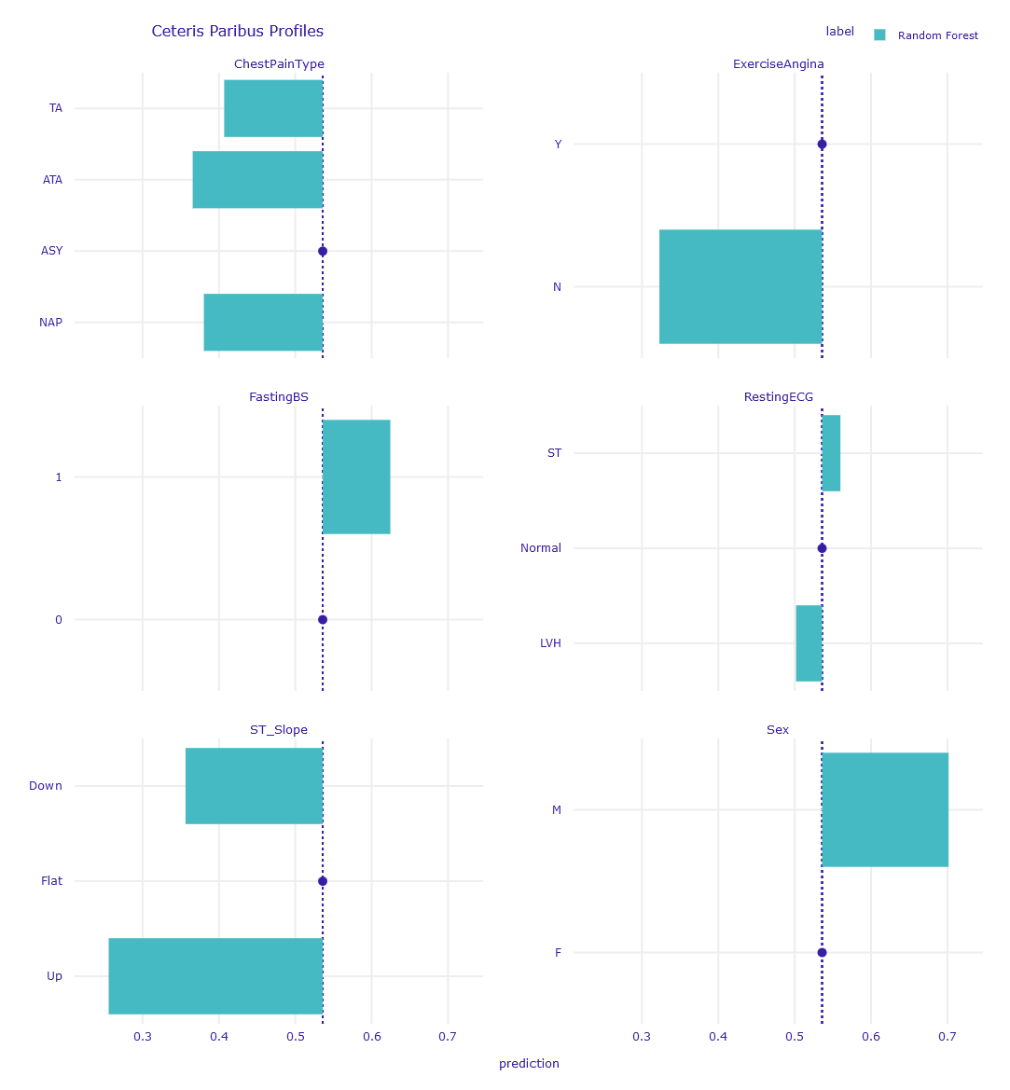 Ceteris Paribus Profiles
label Random Forest
ChestPainType
TA
ATA
ASY
NAP
ExerciseAngina
Y
N
FastingBS
1
0
RestingECG
ST
Normal
LVH
ST_Slope
Down
Flat
Up
0.3 0.4 0.5 0.6 0.7
Sex
M
F
0.3 0.4 0.5 0.6 0.7
prediction